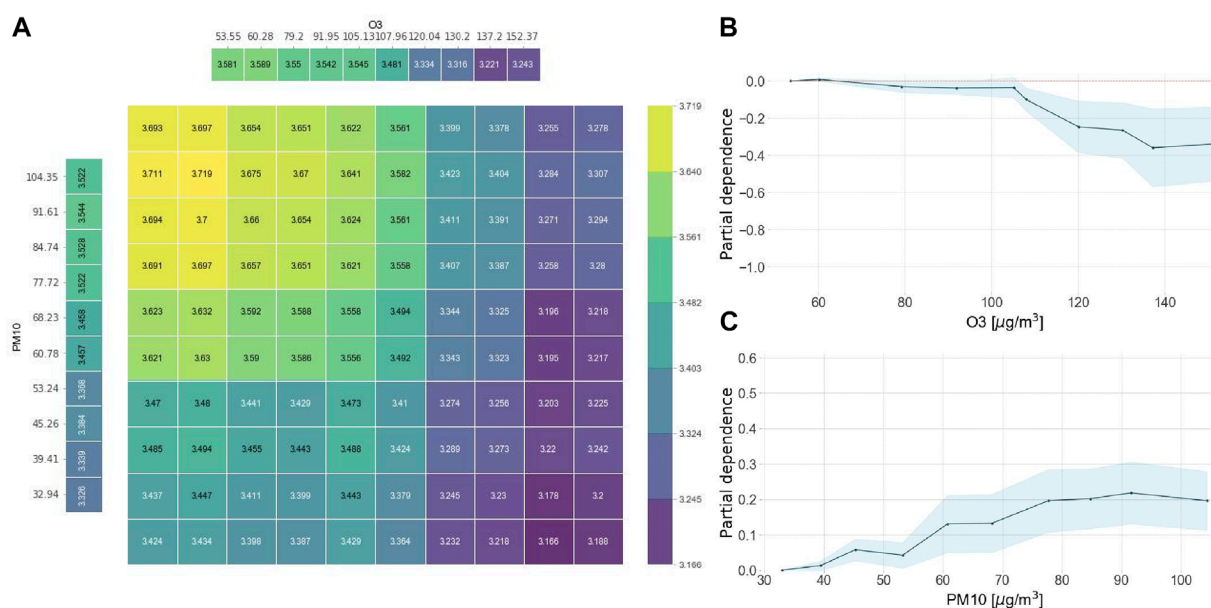 A
O3
53.55 60.28 79.2 91.95 105.13 107.96 120.04 130.2 137.2 152.37
3.581 3.589 3.55 3.542 3.545 3.481 3.334 3.316 3.221 3.243
3.693 3.697 3.654 3.651 3.622 3.561 3.399 3.378 3.255 3.278
3.711 3.719 3.675 3.67 3.641 3.582 3.423 3.404 3.284 3.307
3.694 3.7 3.66 3.654 3.624 3.561 3.411 3.391 3.271 3.294
3.691 3.697 3.657 3.651 3.621 3.558 3.407 3.387 3.258 3.28
3.623 3.632 3.592 3.588 3.558 3.494 3.344 3.325 3.196 3.218
3.621 3.63 3.59 3.586 3.556 3.492 3.343 3.323 3.195 3.217
3.47 3.48 3.441 3.429 3.473 3.41 3.274 3.256 3.203 3.225
3.485 3.494 3.455 3.443 3.488 3.424 3.289 3.273 3.22 3.242
3.437 3.447 3.411 3.399 3.443 3.379 3.245 3.23 3.178 3.2
3.424 3.434 3.398 3.387 3.429 3.364 3.232 3.218 3.166 3.188
PM10
104.35
91.61
84.74
77.72
68.23
60.78
53.24
45.26
39.41
32.94
3.522
3.544
3.528
3.522
3.458
3.457
3.368
3.384
3.339
3.326
3.719
3.640
3.561
3.482
3.403
3.324
3.245
3.166
B
Partial dependence
0.0
−0.2
−0.4
−0.6
−0.8
−1.0
60 80 100 120 140
O3 [μg/m³]
C
Partial dependence
0.6
0.5
0.4
0.3
0.2
0.1
0.0
30 40 50 60 70 80 90 100
PM10 [μg/m³]